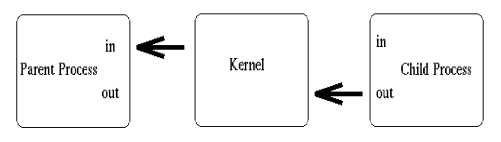 in
Parent Process
out
Kernel
in
Child Process
out